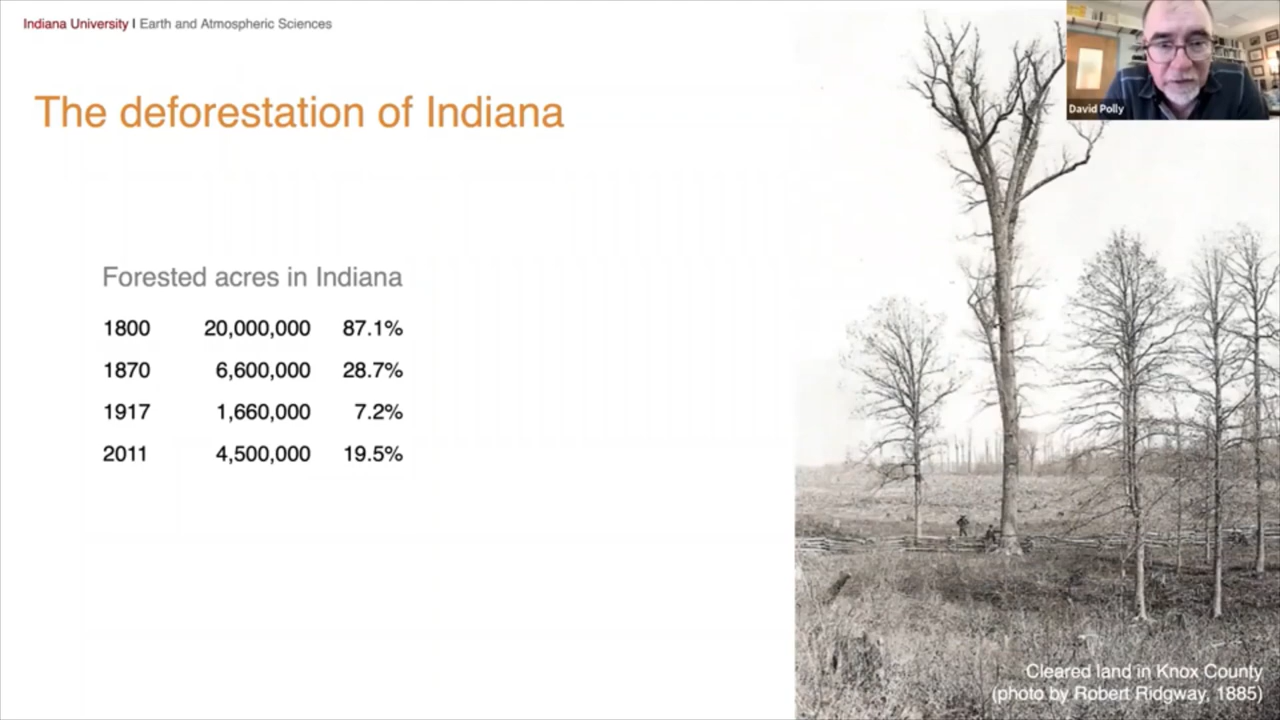 Indiana University | Earth and Atmospheric Sciences
The deforestation of Indiana
Forested acres in Indiana
1800 20,000,000 87.1%
1870 6,600,000 28.7%
1917 1,660,000 7.2%
2011 4,500,000 19.5%
David Polly
Cleared land in Knox County
(photo by Robert Ridgway, 1885)